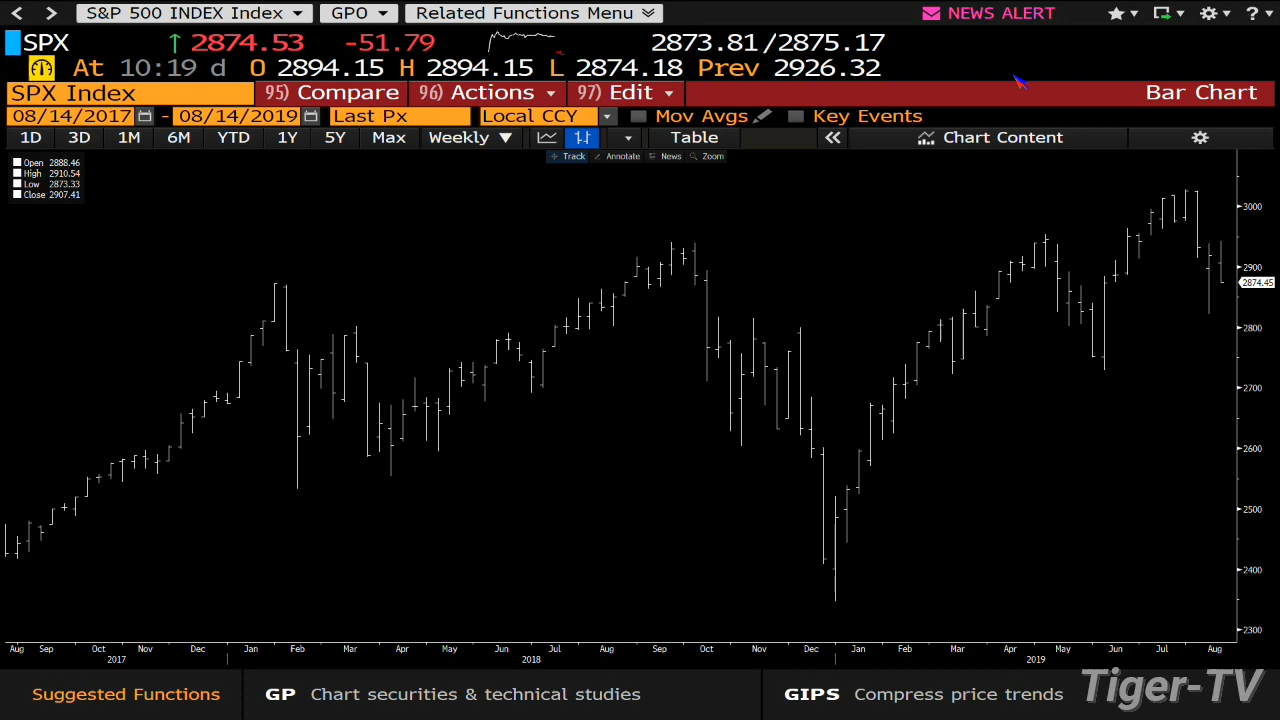 S&P 500 INDEX Index GPO Related Functions Menu NEWS ALERT ?
SPX 2874.53 -51.79 2873.81/2875.17
At 10:19 d O 2894.15 H 2894.15 L 2874.18 Prev 2926.32
SPX Index 95) Compare 96) Actions 97) Edit Bar Chart
08/14/2017 - 08/14/2019 Last Px Local CCY Mov Avgs Key Events
1D 3D 1M 6M YTD 1Y 5Y Max Weekly Table Chart Content
Track Annotate News Zoom
Open 2888.46
High 2910.54
Low 2873.33
Close 2907.41
3000
2900
2874.45
2800
2700
2600
2500
2400
2300
Aug Sep Oct Nov Dec Jan Feb Mar Apr May Jun Jul Aug Sep Oct Nov Dec Jan Feb Mar Apr May Jun Jul Aug
2017 2018 2019
Suggested Functions GP Chart securities & technical studies GIPS Compress price trends
Tiger-TV